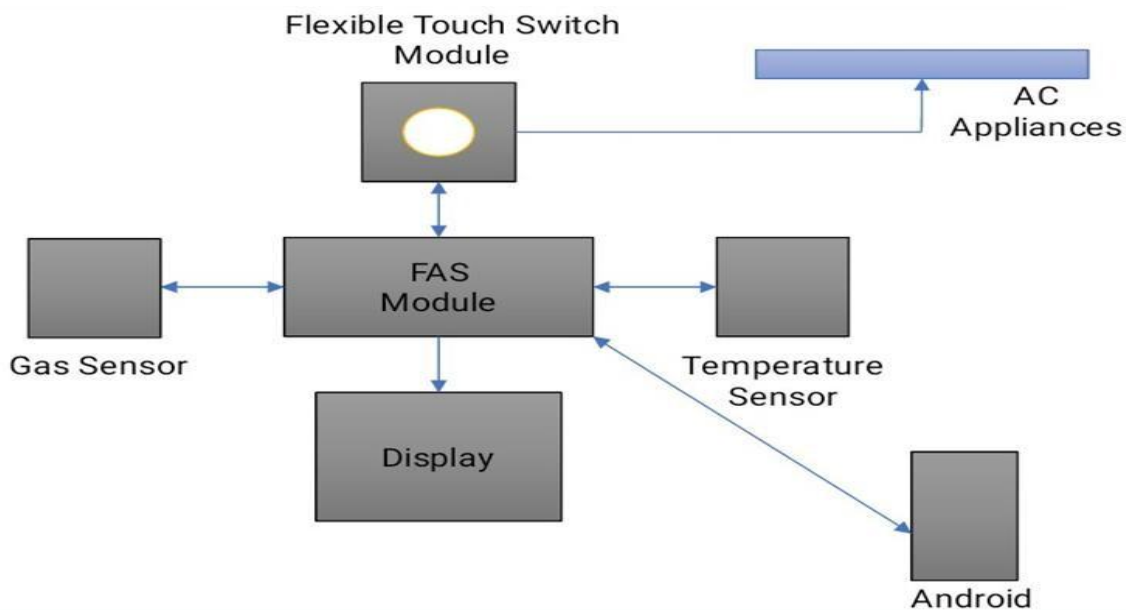 Flexible Touch Switch
Module
AC
Appliances
FAS
Module
Gas Sensor
Temperature
Sensor
Display
Android